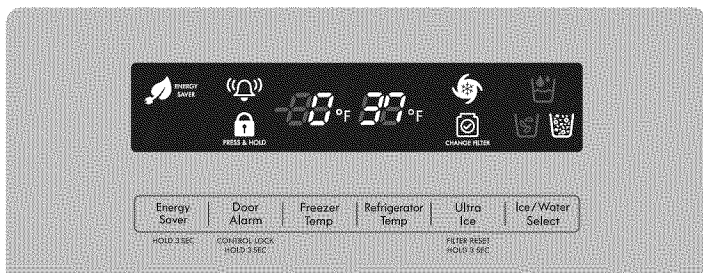 ENERGY
SAVER
0°F 37°F
PRESS & HOLD
CHANGE FILTER
Energy
Saver
Door
Alarm
Freezer
Temp
Refrigerator
Temp
Ultra
Ice
Ice/Water
Select
HOLD 3 SEC
CONTROL LOCK
HOLD 3 SEC
FILTER RESET
HOLD 3 SEC